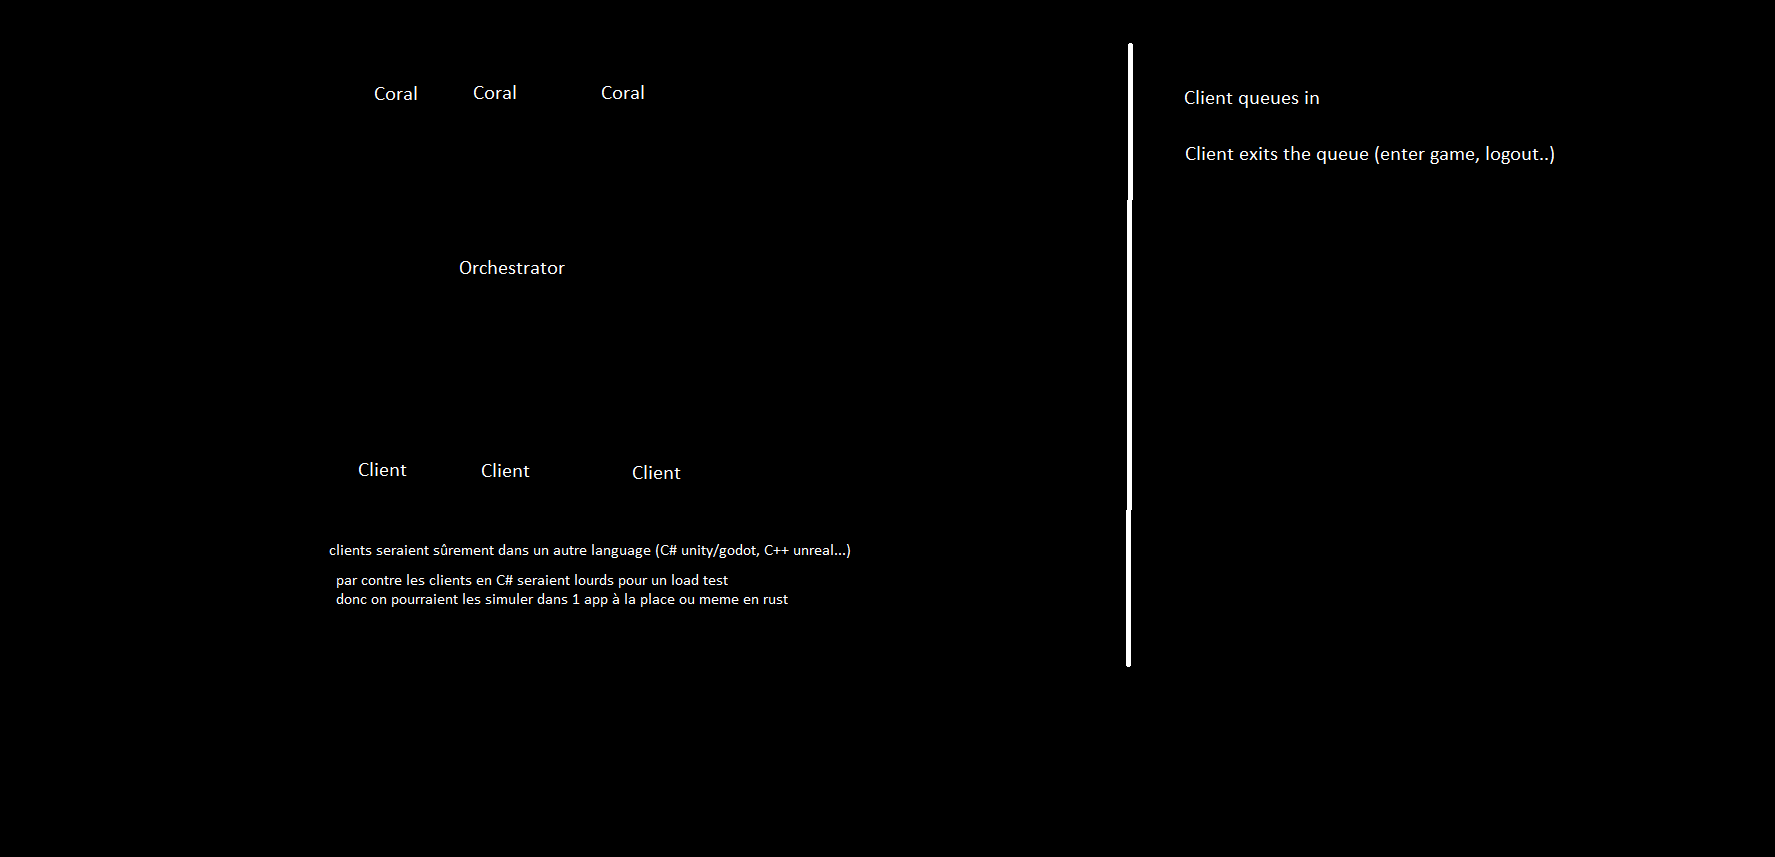 Coral Coral Coral
Orchestrator
Client Client Client
clients seraient sûrement dans un autre language (C# unity/godot, C++ unreal...)
par contre les clients en C# seraient lourds pour un load test
donc on pourraient les simuler dans 1 app à la place ou meme en rust
Client queues in
Client exits the queue (enter game, logout..)